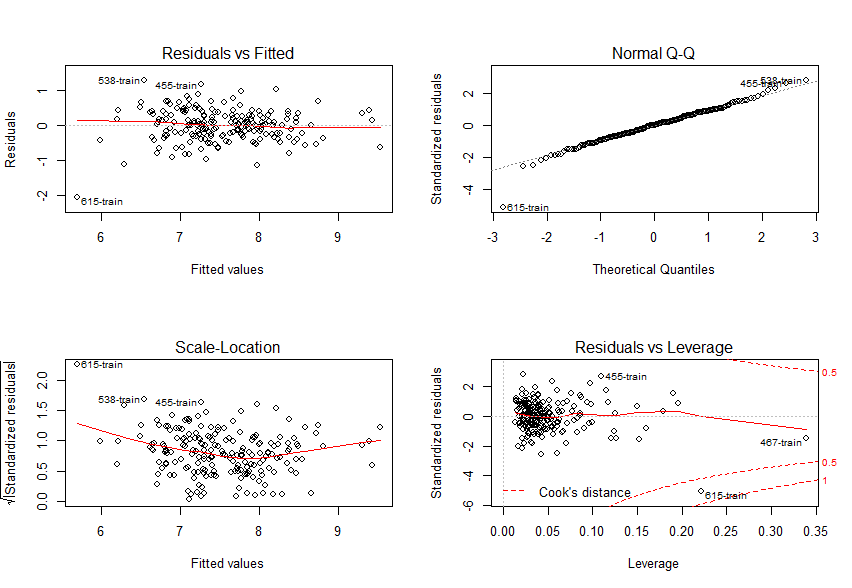 Residuals vs Fitted
Residuals
1
0
-1
-2
538-train
455-train
615-train
6 7 8 9
Fitted values
Normal Q-Q
Standardized residuals
2
0
-2
-4
538-train
455-train
615-train
-3 -2 -1 0 1 2 3
Theoretical Quantiles
Scale-Location
√|Standardized residuals|
2.0
1.5
1.0
0.5
0.0
615-train
538-train
455-train
6 7 8 9
Fitted values
Residuals vs Leverage
Standardized residuals
2
0
-2
-4
-6
455-train
467-train
615-train
Cook's distance
0.5
0.5
1
0.00 0.05 0.10 0.15 0.20 0.25 0.30 0.35
Leverage